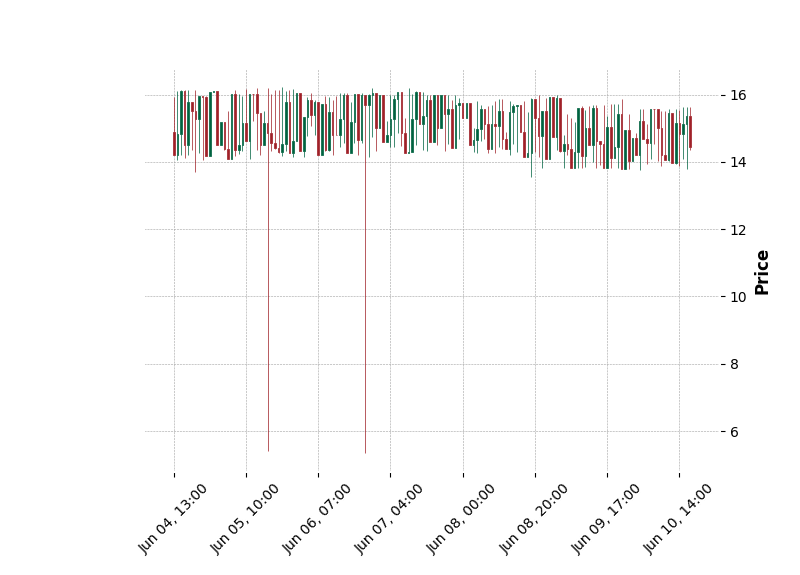 16
14
12
10
8
6
Price
Jun 04, 13:00
Jun 05, 10:00
Jun 06, 07:00
Jun 07, 04:00
Jun 08, 00:00
Jun 08, 20:00
Jun 09, 17:00
Jun 10, 14:00